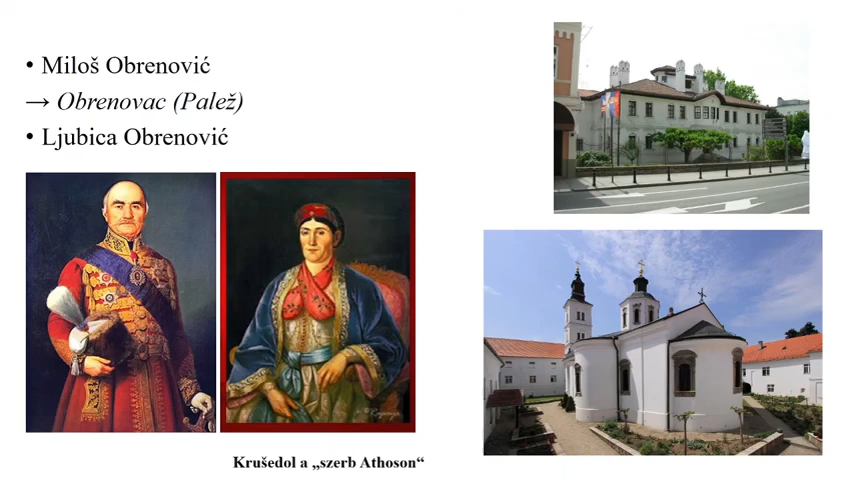 • Miloš Obrenović
→ Obrenovac (Palež)
• Ljubica Obrenović
Krušedol a „szerb Athoson“